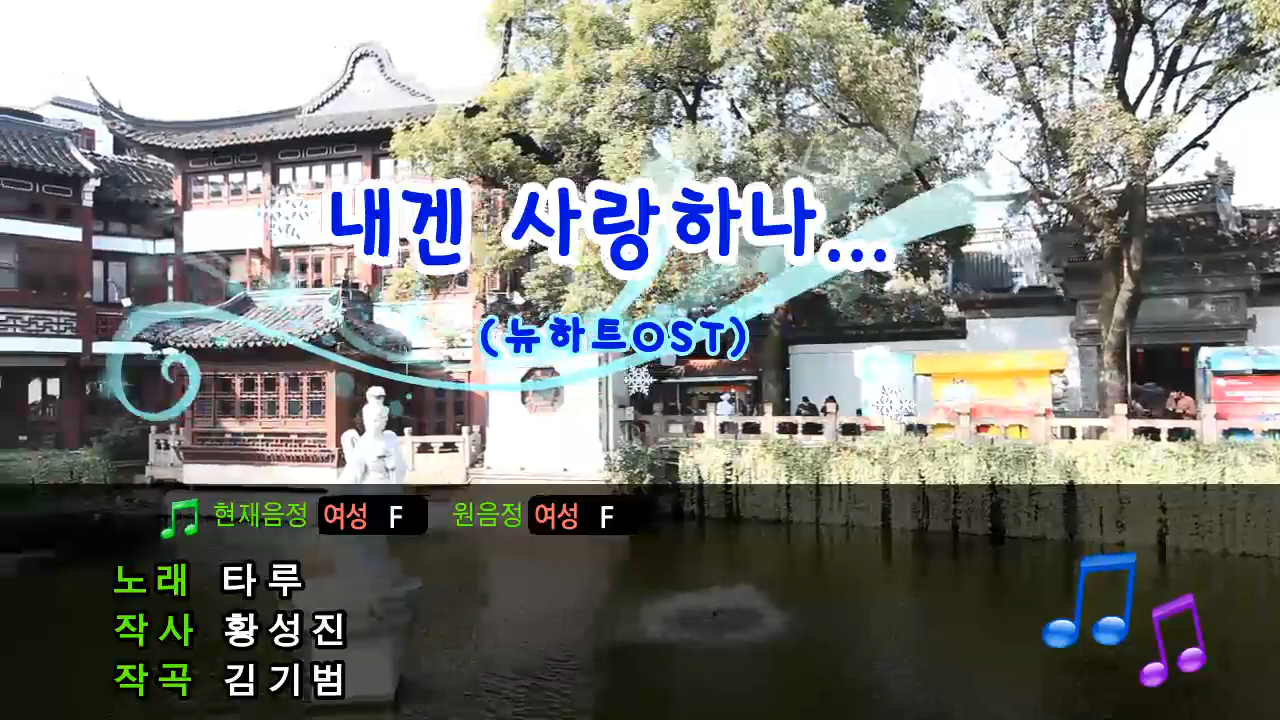 내겐 사랑하나...
(뉴하트OST)
현재음정 여성 F 원음정 여성 F
노래 타루
작사 황성진
작곡 김기범